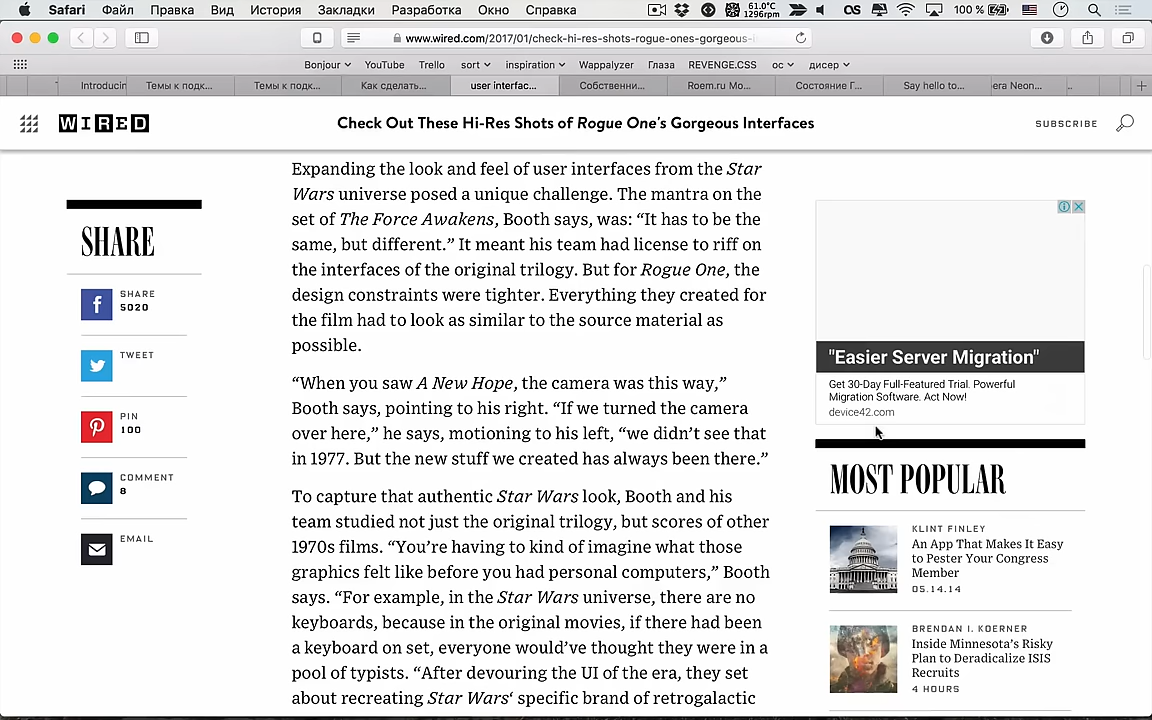 Safari Файл Правка Вид История Закладки Разработка Окно Справка
61.0°C
1296rpm
100 %
www.wired.com/2017/01/check-hi-res-shots-rogue-ones-gorgeous-
Bonjour YouTube Trello sort inspiration Wappalyzer Глаза REVENGE.CSS ос дисер
Introducin Темы к подк... Темы к подк... Как сделать... user interfac... Собственни... Roem.ru Мо... Состояние Г... Say hello to... era Neon... ..
WIRED
Check Out These Hi-Res Shots of Rogue One's Gorgeous Interfaces
SUBSCRIBE
SHARE
SHARE
5020
TWEET
PIN
100
COMMENT
8
EMAIL
Expanding the look and feel of user interfaces from the Star
Wars universe posed a unique challenge. The mantra on the
set of The Force Awakens, Booth says, was: “It has to be the
same, but different.” It meant his team had license to riff on
the interfaces of the original trilogy. But for Rogue One, the
design constraints were tighter. Everything they created for
the film had to look as similar to the source material as
possible.
“When you saw A New Hope, the camera was this way,”
Booth says, pointing to his right. “If we turned the camera
over here,” he says, motioning to his left, “we didn’t see that
in 1977. But the new stuff we created has always been there.”
To capture that authentic Star Wars look, Booth and his
team studied not just the original trilogy, but scores of other
1970s films. “You’re having to kind of imagine what those
graphics felt like before you had personal computers,” Booth
says. “For example, in the Star Wars universe, there are no
keyboards, because in the original movies, if there had been
a keyboard on set, everyone would’ve thought they were in a
pool of typists. “After devouring the UI of the era, they set
about recreating Star Wars‘ specific brand of retrogalactic
"Easier Server Migration"
Get 30-Day Full-Featured Trial. Powerful
Migration Software. Act Now!
device42.com
MOST POPULAR
KLINT FINLEY
An App That Makes It Easy
to Pester Your Congress
Member
05.14.14
BRENDAN I. KOERNER
Inside Minnesota’s Risky
Plan to Deradicalize ISIS
Recruits
4 HOURS